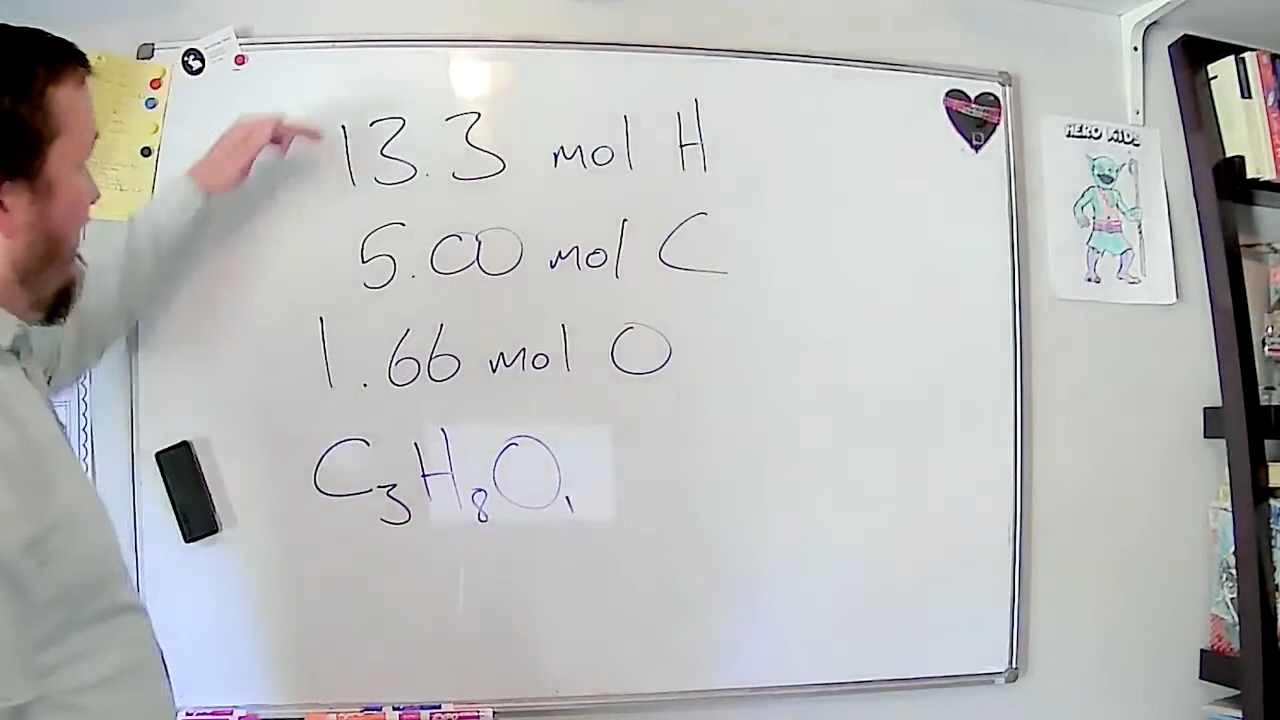 13.3 mol H
5.00 mol C
1.66 mol O
C₃H₈O₁
HERO KIDS